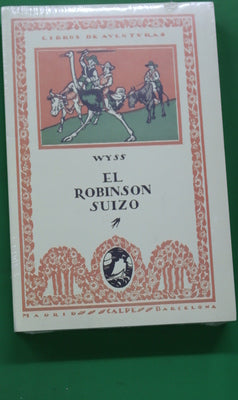 LIBROS DE AVENTURAS
WYSS
EL
ROBINSON
SUIZO
MADRID CALPE BARCELONA